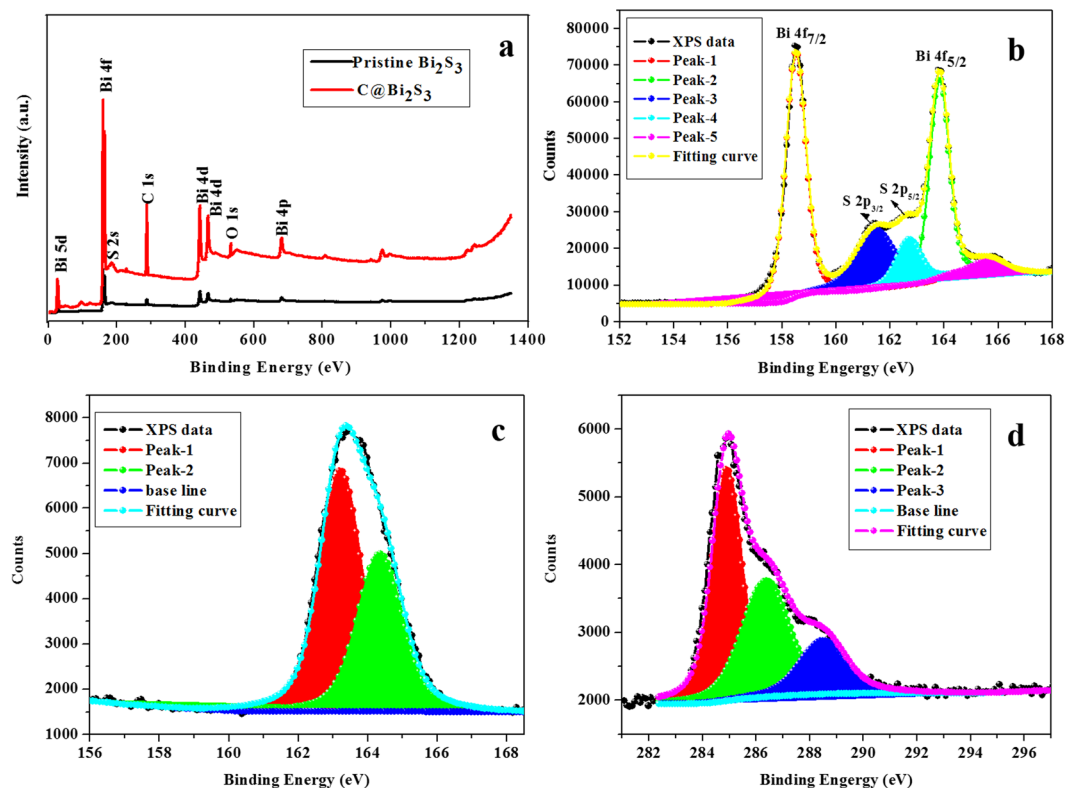 a
Pristine Bi2S3
C@Bi2S3
Bi 5d
Bi 4f
S 2s
C 1s
Bi 4d
Bi 4d
O 1s
Bi 4p
Intensity (a.u.)
0 200 400 600 800 1000 1200 1400
Binding Energy (eV)
b
XPS data
Peak-1
Peak-2
Peak-3
Peak-4
Peak-5
Fitting curve
Bi 4f7/2
Bi 4f5/2
S 2p3/2
S 2p5/2
Counts
80000
70000
60000
50000
40000
30000
20000
10000
0
152 154 156 158 160 162 164 166 168
Binding Engergy (eV)
c
XPS data
Peak-1
Peak-2
base line
Fitting curve
Counts
8000
7000
6000
5000
4000
3000
2000
1000
156 158 160 162 164 166 168
Binding Energy (eV)
d
XPS data
Peak-1
Peak-2
Peak-3
Base line
Fitting curve
Counts
6000
5000
4000
3000
2000
282 284 286 288 290 292 294 296
Binding Engergy (eV)